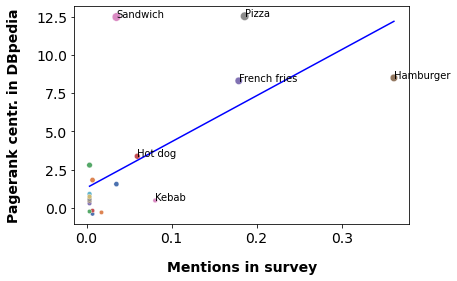 Pagerank centr. in DBpedia
12.5
10.0
7.5
5.0
2.5
0.0
Sandwich
Pizza
French fries
Hamburger
Hot dog
Kebab
0.0
0.1
0.2
0.3
Mentions in survey